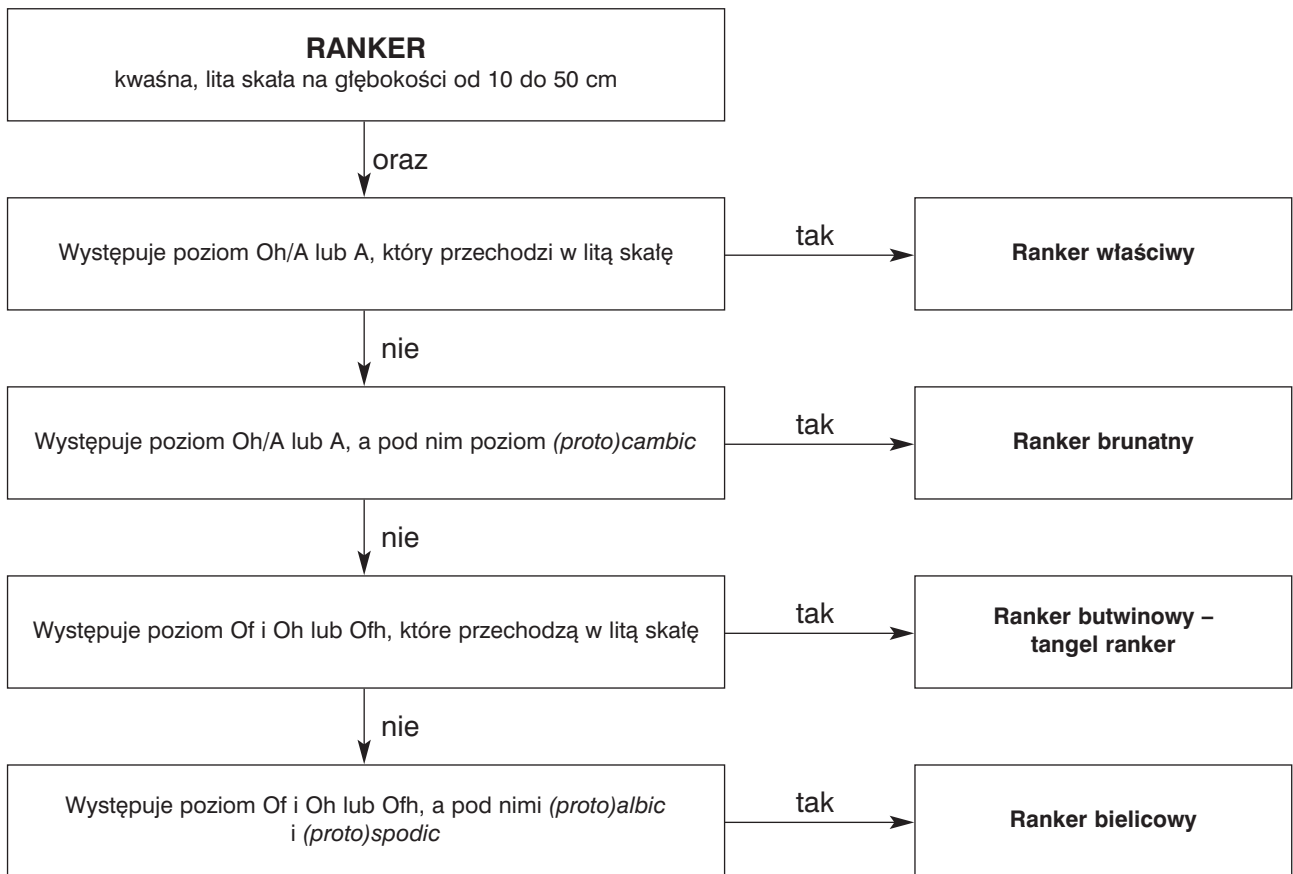 RANKER
kwaśna, lita skała na głębokości od 10 do 50 cm
oraz
Występuje poziom Oh/A lub A, który przechodzi w litą skałę
tak
Ranker właściwy
nie
Występuje poziom Oh/A lub A, a pod nim poziom (proto)cambic
tak
Ranker brunatny
nie
Występuje poziom Of i Oh lub Ofh, które przechodzą w litą skałę
tak
Ranker butwinowy –
tangel ranker
nie
Występuje poziom Of i Oh lub Ofh, a pod nimi (proto)albic
i (proto)spodic
tak
Ranker bielicowy